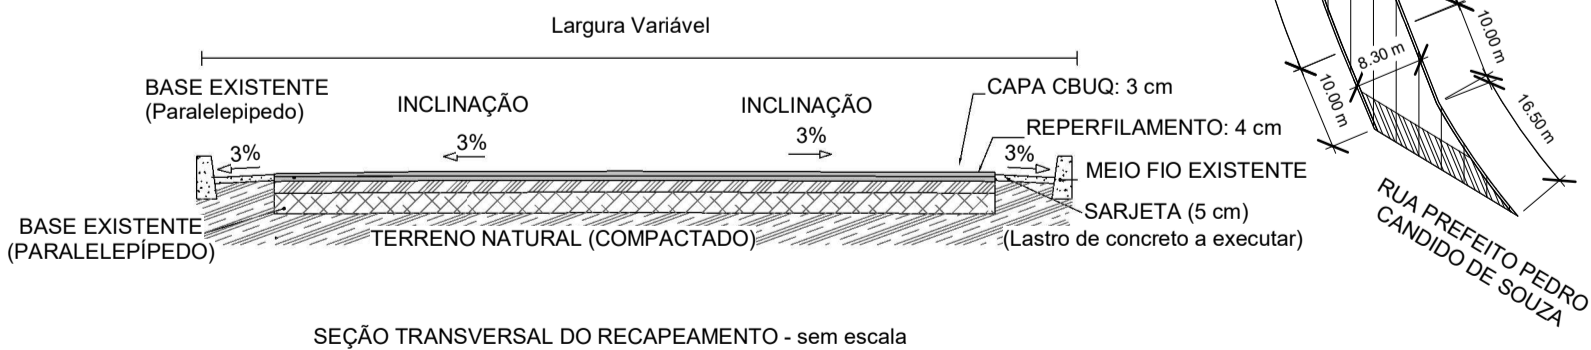 Largura Variável
BASE EXISTENTE
(Paralelepipedo)
INCLINAÇÃO
INCLINAÇÃO
CAPA CBUQ: 3 cm
REPERFILAMENTO: 4 cm
3%
3%
3%
3%
MEIO FIO EXISTENTE
SARJETA (5 cm)
(Lastro de concreto a executar)
BASE EXISTENTE
(PARALELEPÍPEDO)
TERRENO NATURAL (COMPACTADO)
SEÇÃO TRANSVERSAL DO RECAPEAMENTO - sem escala
10.00 m
8.30 m
10.00 m
16.50 m
RUA PREFEITO PEDRO
CANDIDO DE SOUZA